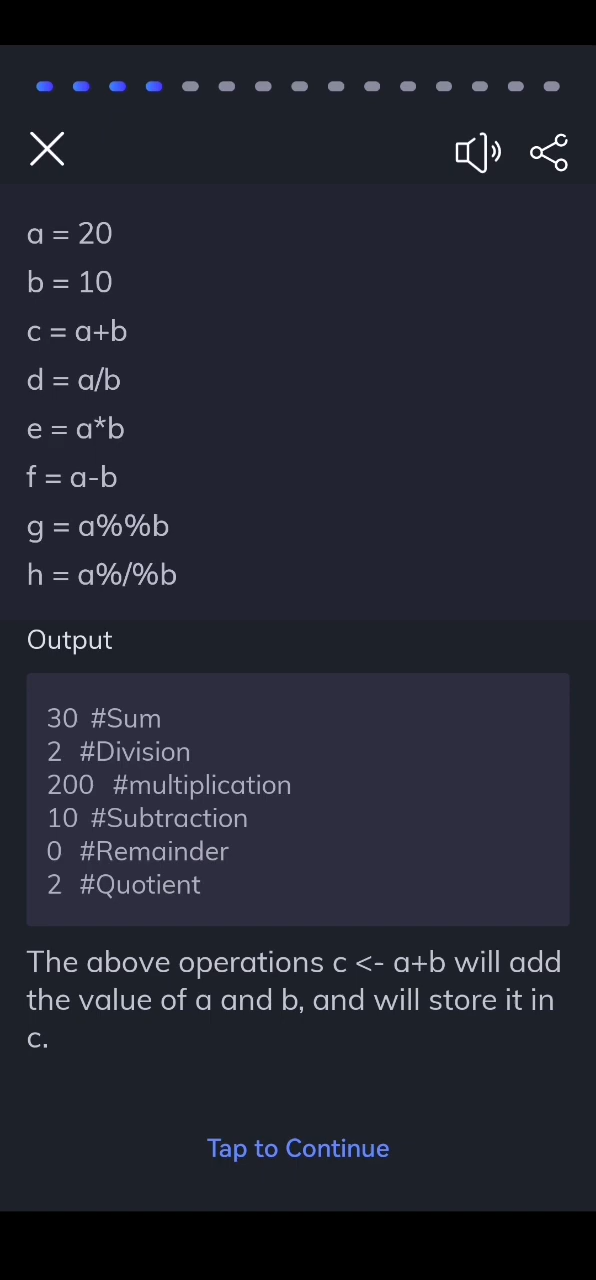 a = 20
b = 10
c = a+b
d = a/b
e = a*b
f = a-b
g = a%%b
h = a%/%b
Output
30 #Sum
2 #Division
200 #multiplication
10 #Subtraction
0 #Remainder
2 #Quotient
The above operations c <- a+b will add
the value of a and b, and will store it in
c.
Tap to Continue